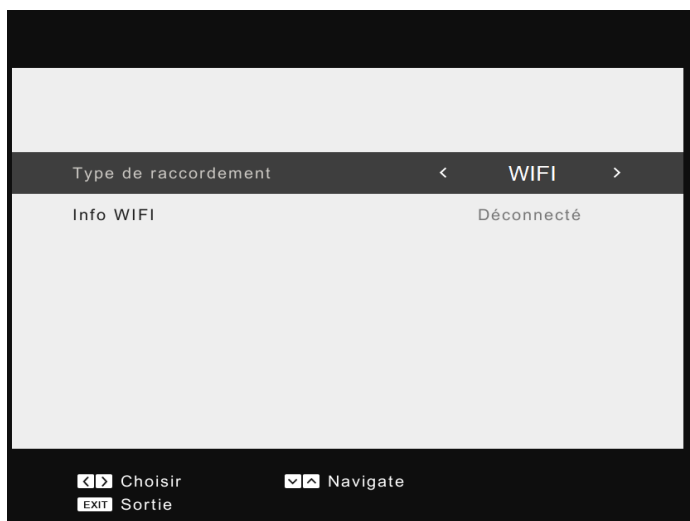 Type de raccordement < WIFI >
Info WIFI Déconnecté
< > Choisir Navigate
EXIT Sortie